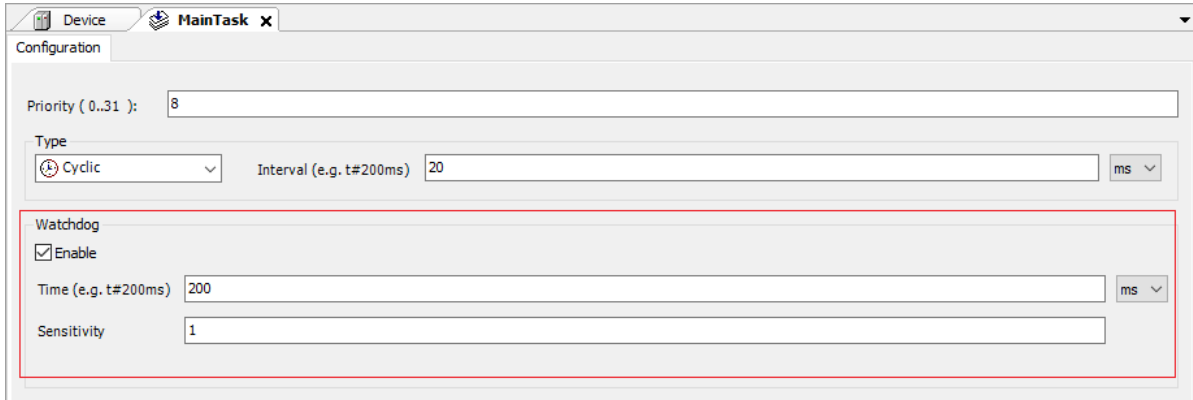 Device MainTask
Configuration
Priority ( 0..31 ): 8
Type
Cyclic Interval (e.g. t#200ms) 20 ms
Watchdog
Enable
Time (e.g. t#200ms) 200 ms
Sensitivity 1